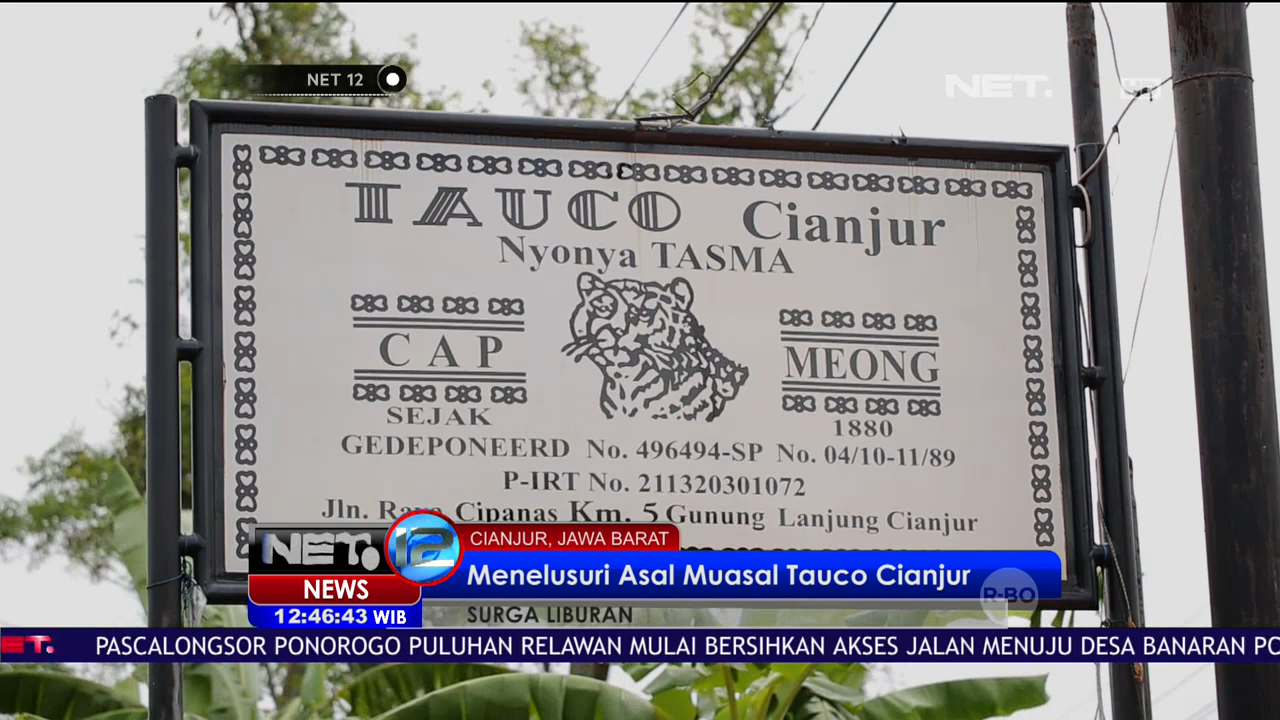 NET 12
NET.
TAUCO Cianjur
Nyonya TASMA
CAP
MEONG
SEJAK
1880
GEDEPONEERD No. 496494-SP No. 04/10-11/89
P-IRT No. 211320301072
Jln. Raya Cipanas Km. 5 Gunung Lanjung Cianjur
NET. 12
CIANJUR, JAWA BARAT
NEWS
Menelusuri Asal Muasal Tauco Cianjur
R-BO
12:46:43 WIB
SURGA LIBURAN
PASCALONGSOR PONOROGO PULUHAN RELAWAN MULAI BERSIHKAN AKSES JALAN MENUJU DESA BANARAN